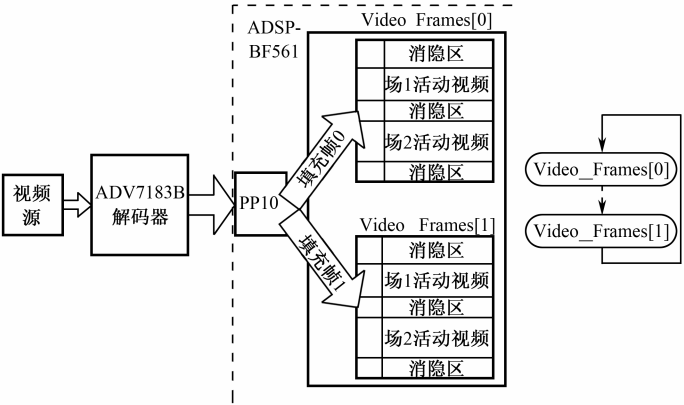 ADSP-
BF561
Video Frames[0]
消隐区
场1活动视频
消隐区
场2活动视频
消隐区
填充帧0
视频
源
ADV7183B
解码器
PP10
填充帧1
Video Frames[1]
消隐区
场1活动视频
消隐区
场2活动视频
消隐区
Video_Frames[0]
Video_Frames[1]